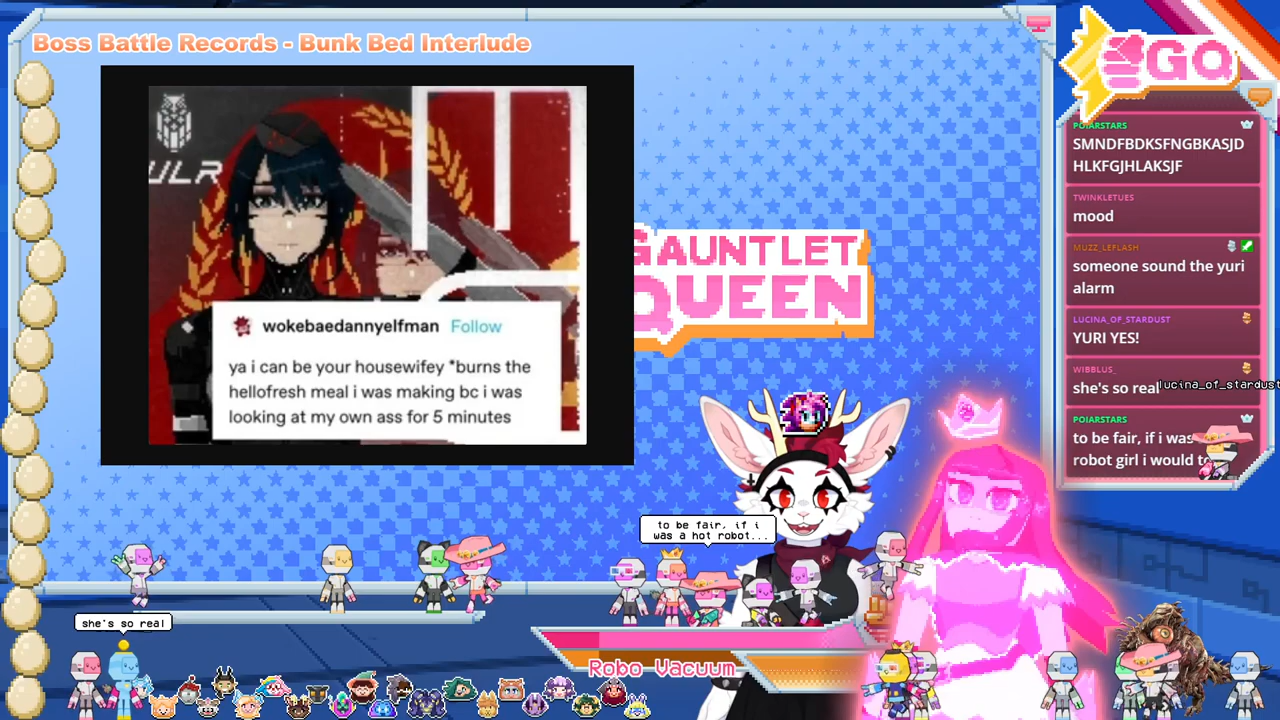 Boss Battle Records - Bunk Bed Interlude
ULR
wokebaedannyelfman Follow
ya i can be your housewifey *burns the
hellofresh meal i was making bc i was
looking at my own ass for 5 minutes
GAUNTLET
QUEEN
GQ
POIARSTARS
SMNDFBDKSFNGBKASJD
HLKFGJHLAKSJF
TWINKLETUES
mood
MUZZ_LEFLASH
someone sound the yuri
alarm
LUCINA_OF_STARDUST
YURI YES!
WIBBLUS_
she's so real
lucina_of_stardust
POIARSTARS
to be fair, if i was
robot girl i would
to be fair, if i
was a hot robot...
she's so real
Robo Vacuum